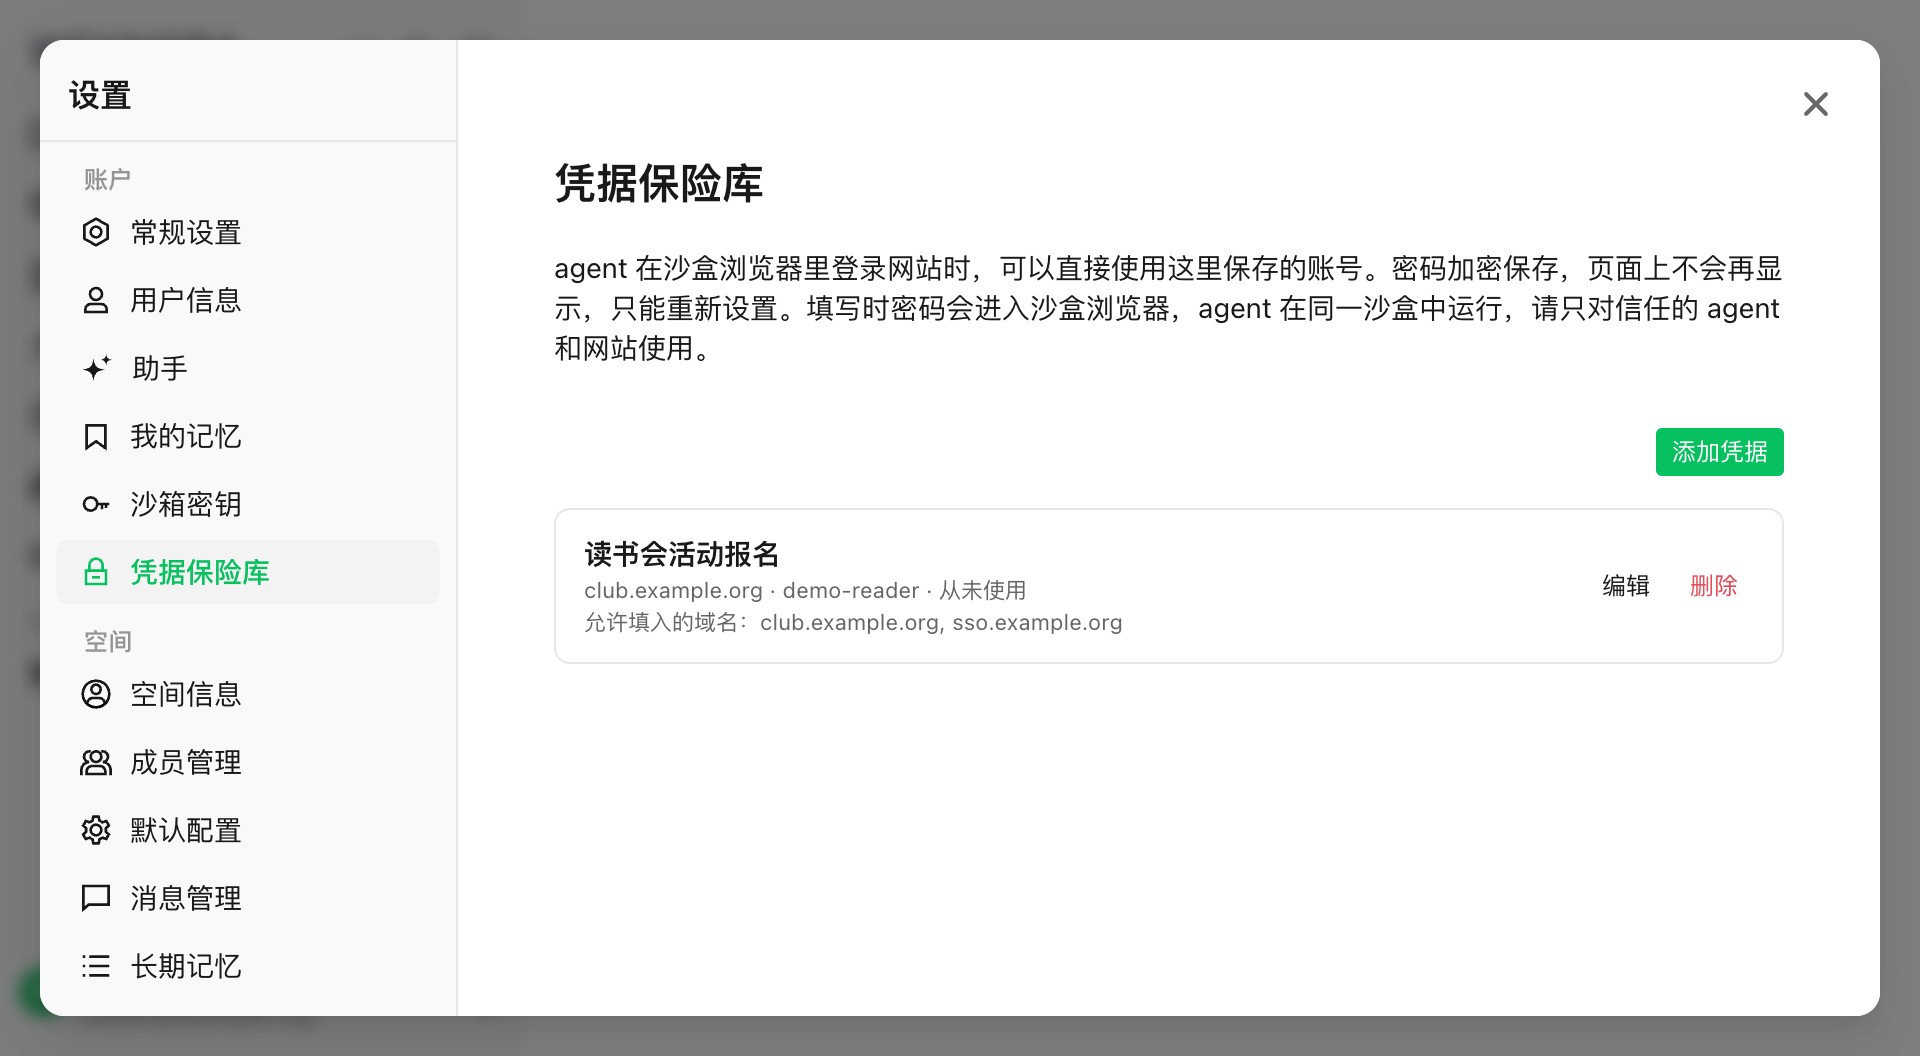 设置
账户
常规设置
用户信息
助手
我的记忆
沙箱密钥
凭据保险库
空间
空间信息
成员管理
默认配置
消息管理
长期记忆
凭据保险库
agent 在沙盒浏览器里登录网站时，可以直接使用这里保存的账号。密码加密保存，页面上不会再显
示，只能重新设置。填写时密码会进入沙盒浏览器，agent 在同一沙盒中运行，请只对信任的 agent
和网站使用。
添加凭据
读书会活动报名
club.example.org · demo-reader · 从未使用
允许填入的域名：club.example.org, sso.example.org
编辑 删除